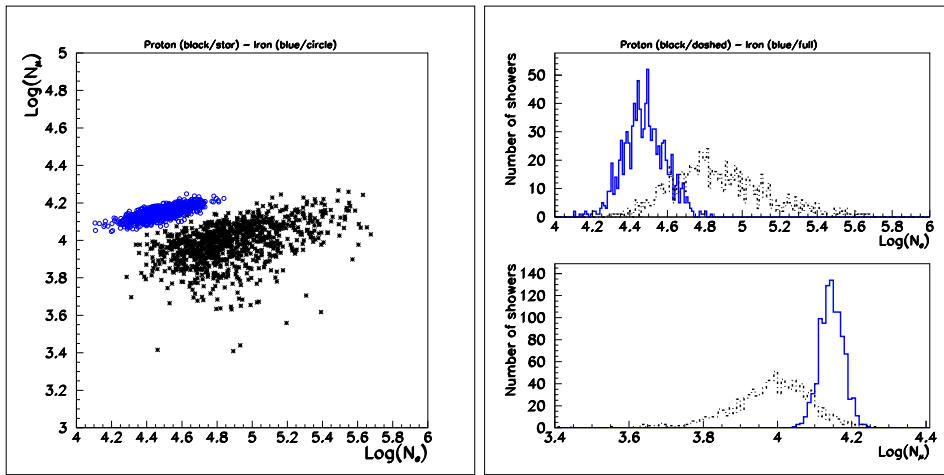 Proton (black/star) – Iron (blue/circle)
Log(Nμ)
5
4.8
4.6
4.4
4.2
4
3.8
3.6
3.4
3.2
3
4 4.2 4.4 4.6 4.8 5 5.2 5.4 5.6 5.8 6
Log(Ne)
Proton (black/dashed) – Iron (blue/full)
Number of showers
50
40
30
20
10
0
4 4.2 4.4 4.6 4.8 5 5.2 5.4 5.6 5.8 6
Log(Ne)
Number of showers
140
120
100
80
60
40
20
0
3.4 3.6 3.8 4 4.2 4.4
Log(Nμ)